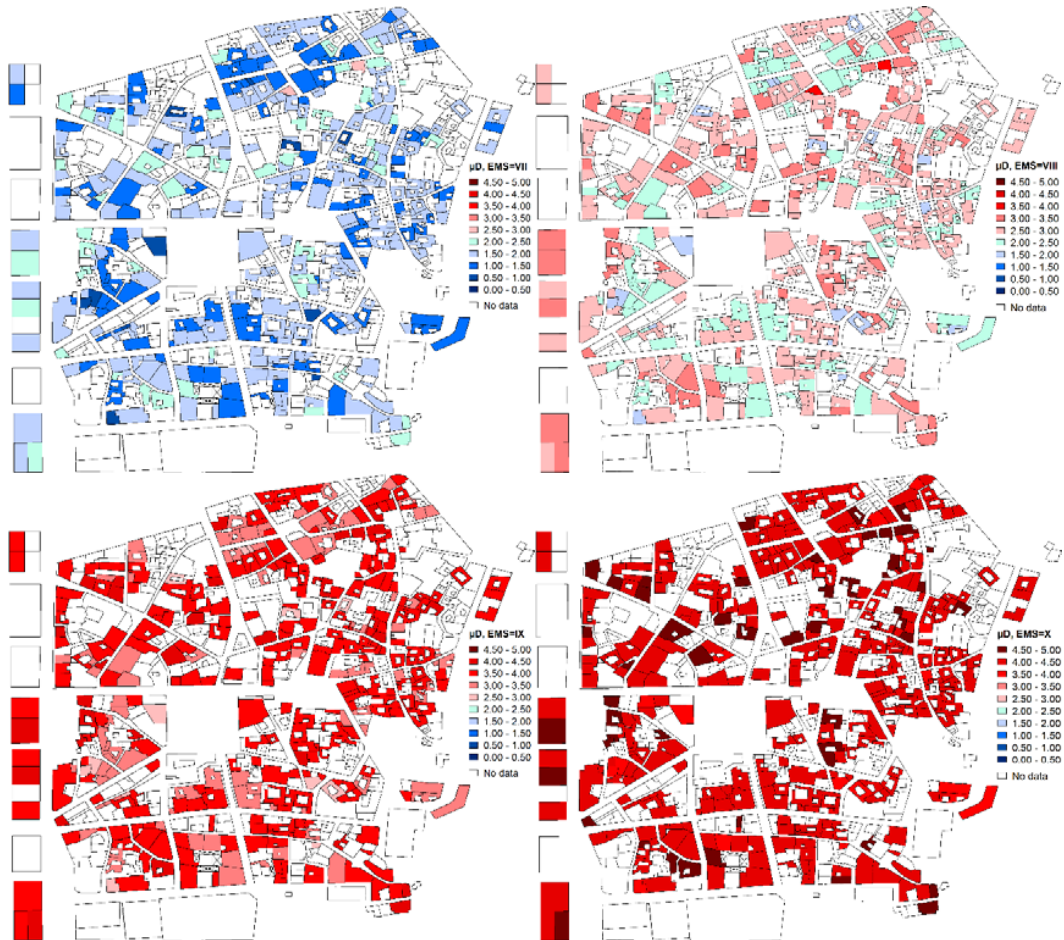 µD, EMS=VII
4.50 - 5.00
4.00 - 4.50
3.50 - 4.00
3.00 - 3.50
2.50 - 3.00
2.00 - 2.50
1.50 - 2.00
1.00 - 1.50
0.50 - 1.00
0.00 - 0.50
No data
µD, EMS=VIII
4.50 - 5.00
4.00 - 4.50
3.50 - 4.00
3.00 - 3.50
2.50 - 3.00
2.00 - 2.50
1.50 - 2.00
1.00 - 1.50
0.50 - 1.00
0.00 - 0.50
No data
µD, EMS=IX
4.50 - 5.00
4.00 - 4.50
3.50 - 4.00
3.00 - 3.50
2.50 - 3.00
2.00 - 2.50
1.50 - 2.00
1.00 - 1.50
0.50 - 1.00
0.00 - 0.50
No data
µD, EMS=X
4.50 - 5.00
4.00 - 4.50
3.50 - 4.00
3.00 - 3.50
2.50 - 3.00
2.00 - 2.50
1.50 - 2.00
1.00 - 1.50
0.50 - 1.00
0.00 - 0.50
No data